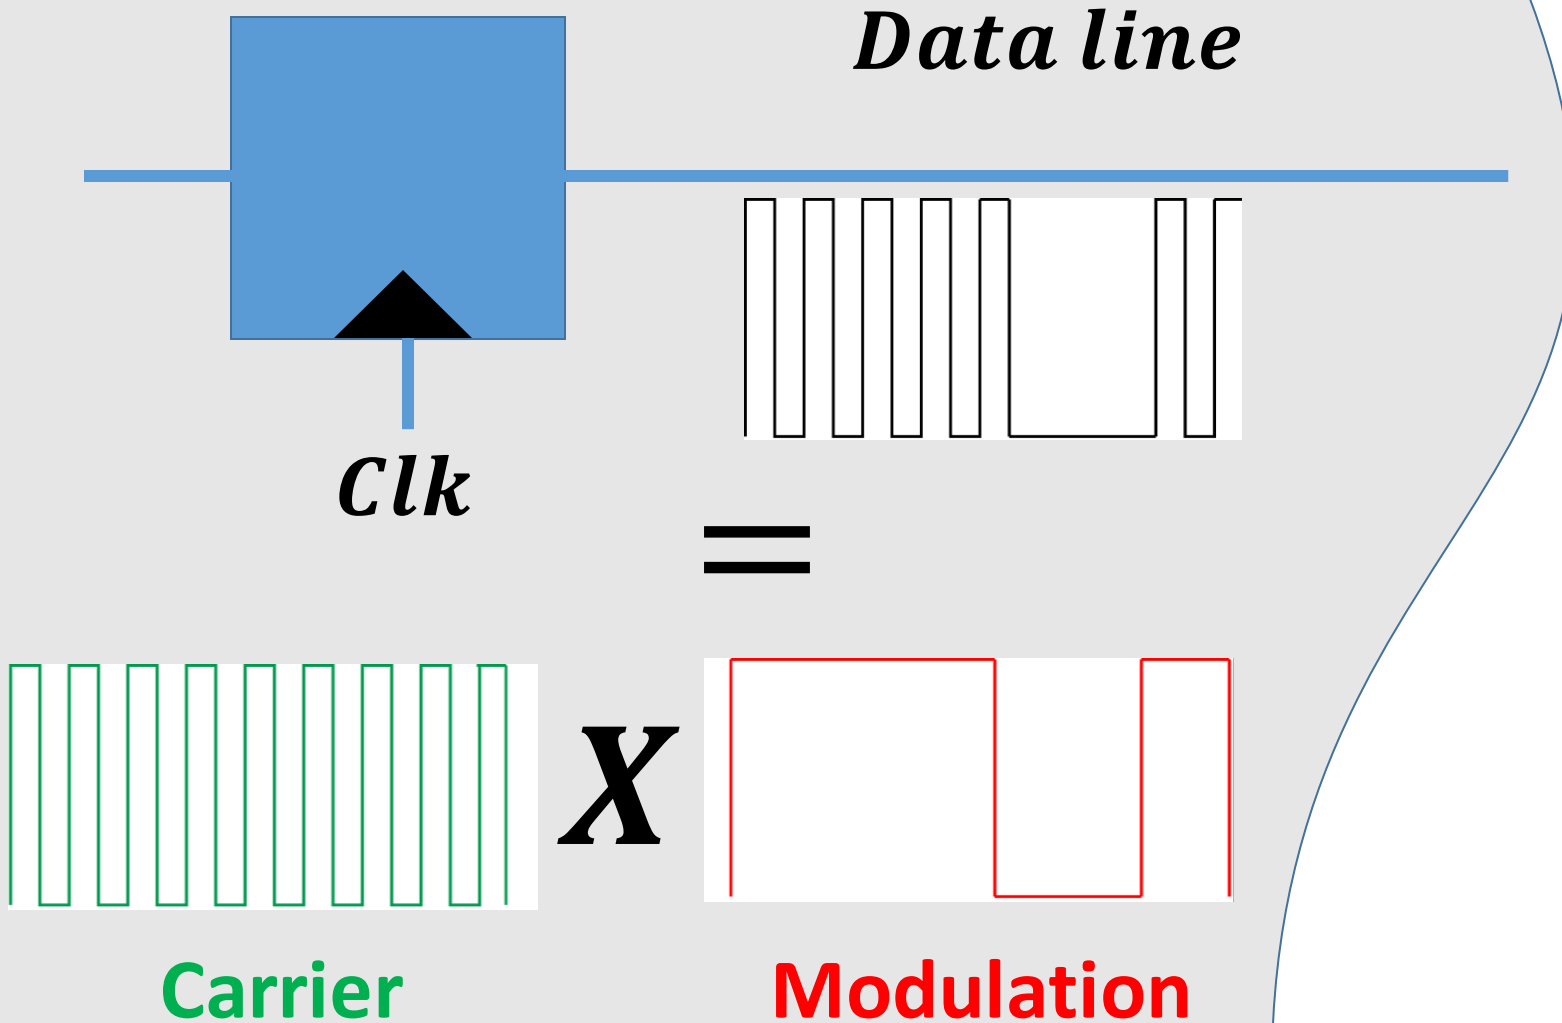 Data line
Clk
=
X
Carrier
Modulation